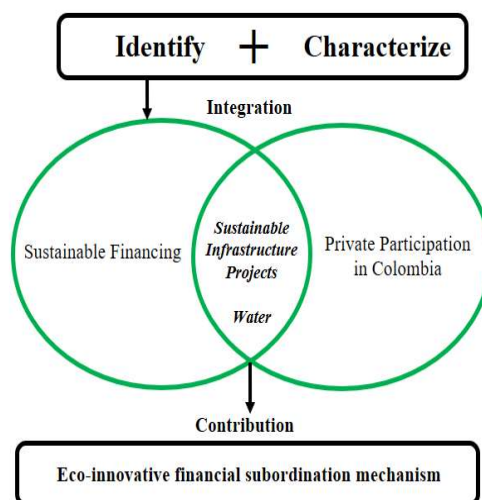 Identify + Characterize
Integration
Sustainable Financing
Sustainable
Infrastructure
Projects
Water
Private Participation
in Colombia
Contribution
Eco-innovative financial subordination mechanism